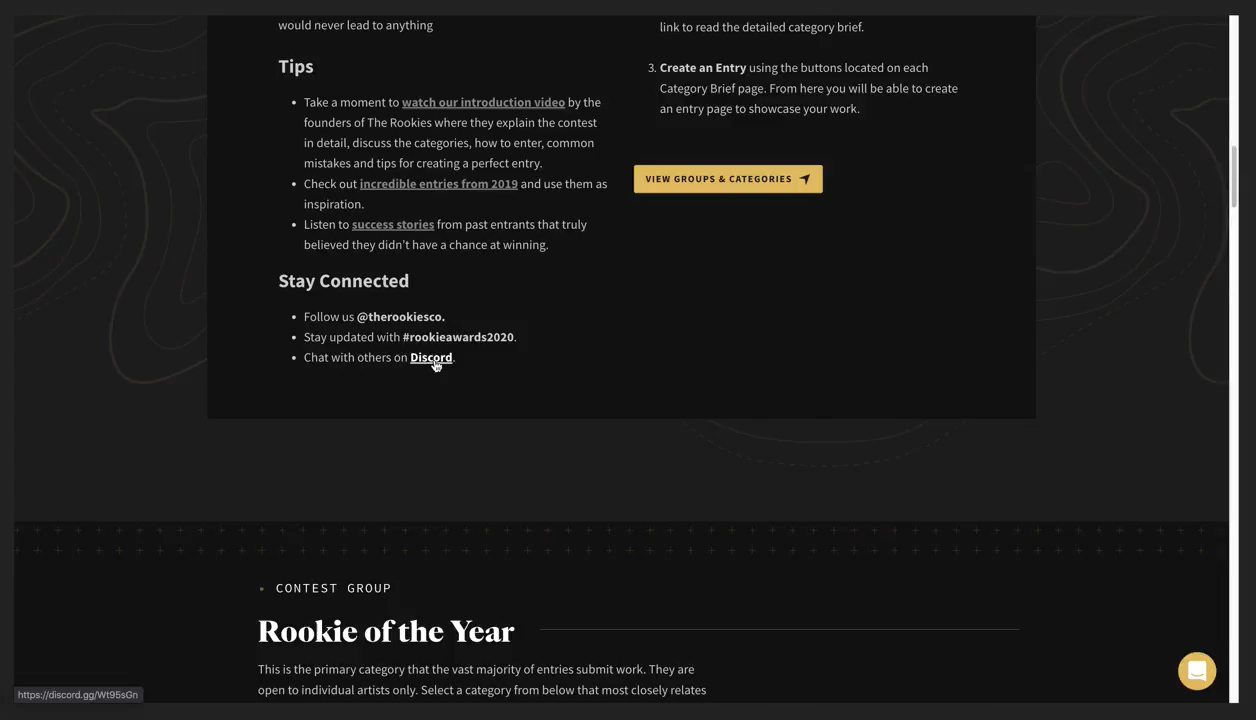 would never lead to anything
Tips
• Take a moment to watch our introduction video by the
founders of The Rookies where they explain the contest
in detail, discuss the categories, how to enter, common
mistakes and tips for creating a perfect entry.
• Check out incredible entries from 2019 and use them as
inspiration.
• Listen to success stories from past entrants that truly
believed they didn't have a chance at winning.
Stay Connected
• Follow us @therookiesco.
• Stay updated with #rookieawards2020.
• Chat with others on Discord.
link to read the detailed category brief.
3. Create an Entry using the buttons located on each
Category Brief page. From here you will be able to create
an entry page to showcase your work.
VIEW GROUPS & CATEGORIES
• CONTEST GROUP
Rookie of the Year
This is the primary category that the vast majority of entries submit work. They are
open to individual artists only. Select a category from below that most closely relates
https://discord.gg/Wt95sGn